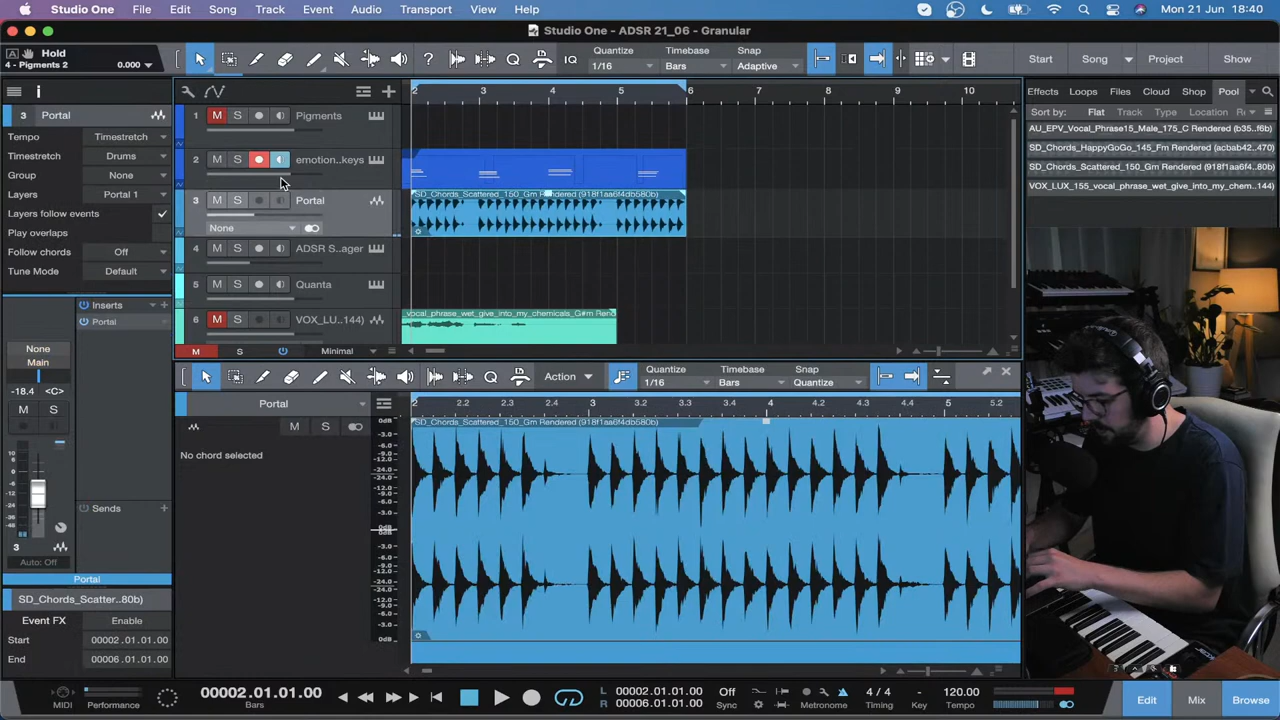 Studio One File Edit Song Track Event Audio Transport View Help Mon 21 Jun 18:40
Studio One - ADSR 21_06 - Granular
Hold
4 - Pigments 2 0.000
Quantize Timebase Snap
1/16 Bars Adaptive
IQ
Start Song Project Show
3 Portal
Tempo Timestretch
Timestretch Drums
Group None
Layers Portal 1
Layers follow events
Play overlaps
Follow chords Off
Tune Mode Default
2 3 4 5 6 7 8 9 10
1 M S Pigments
2 M S emotion...keys
3 M S Portal
None
4 M S ADSR S...ager
5 M S Quanta
6 M S VOX_LU..144)
M S Minimal
SD_Chords_Scattered_150_Gm Rendered (918f1aa6f4db580b)
_vocal_phrase_wet_give_into_my_chemicals_G#m Rend
Effects Loops Files Cloud Shop Pool
Sort by: Flat Track Type Location
AU_EPV_Vocal_Phrase15_Male_175_C Rendered (b35...f6b)
SD_Chords_HappyGoGo_145_Fm Rendered (acbab42...470)
SD_Chords_Scattered_150_Gm Rendered (918f1aa6...80b)
VOX_LUX_155_vocal_phrase_wet_give_into_my_chem...144)
Inserts
Portal
None
Main
-18.4 <C>
M S
Sends
3
Auto: Off
Portal
SD_Chords_Scatter..80b)
Event FX Enable
Start 00002.01.01.00
End 00006.01.01.00
Action
Quantize Timebase Snap
1/16 Bars Quantize
Portal
M S
No chord selected
2 2.2 2.3 2.4 3 3.4 4 4.2 4.3 4.4 5 5.2
SD_Chords_Scattered_150_Gm Rendered (918f1aa6f4db580b)
MIDI Performance
00002.01.01.00
Bars
L 00002.01.01.00
R 00006.01.01.00
Off
Sync
Metronome
4 / 4
Timing
-
Key
120.00
Tempo
Edit Mix Browse